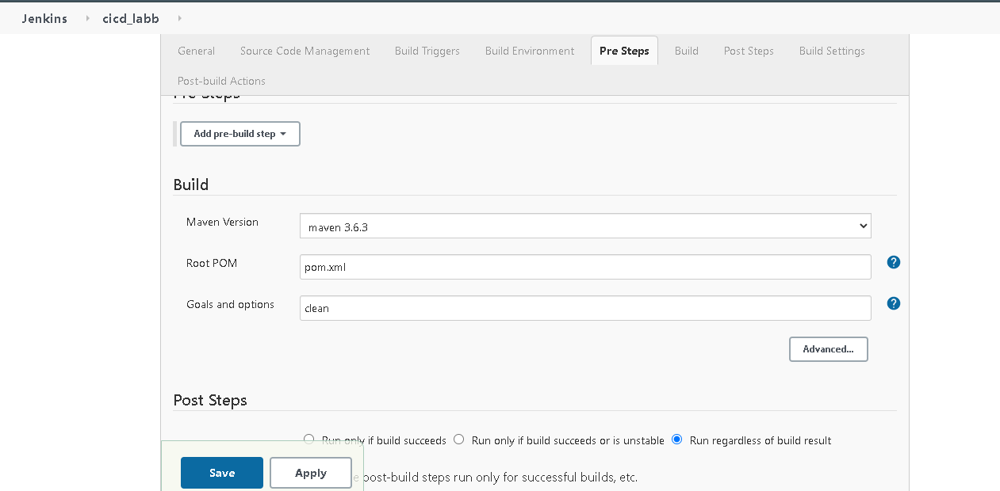 Jenkins cicd_labb
General Source Code Management Build Triggers Build Environment Pre Steps Build Post Steps Build Settings
Post-build Actions
Pre Steps
Add pre-build step
Build
Maven Version maven 3.6.3
Root POM pom.xml ?
Goals and options clean ?
Advanced...
Post Steps
Run only if build succeeds Run only if build succeeds or is unstable Run regardless of build result
Save Apply
post-build steps run only for successful builds, etc.